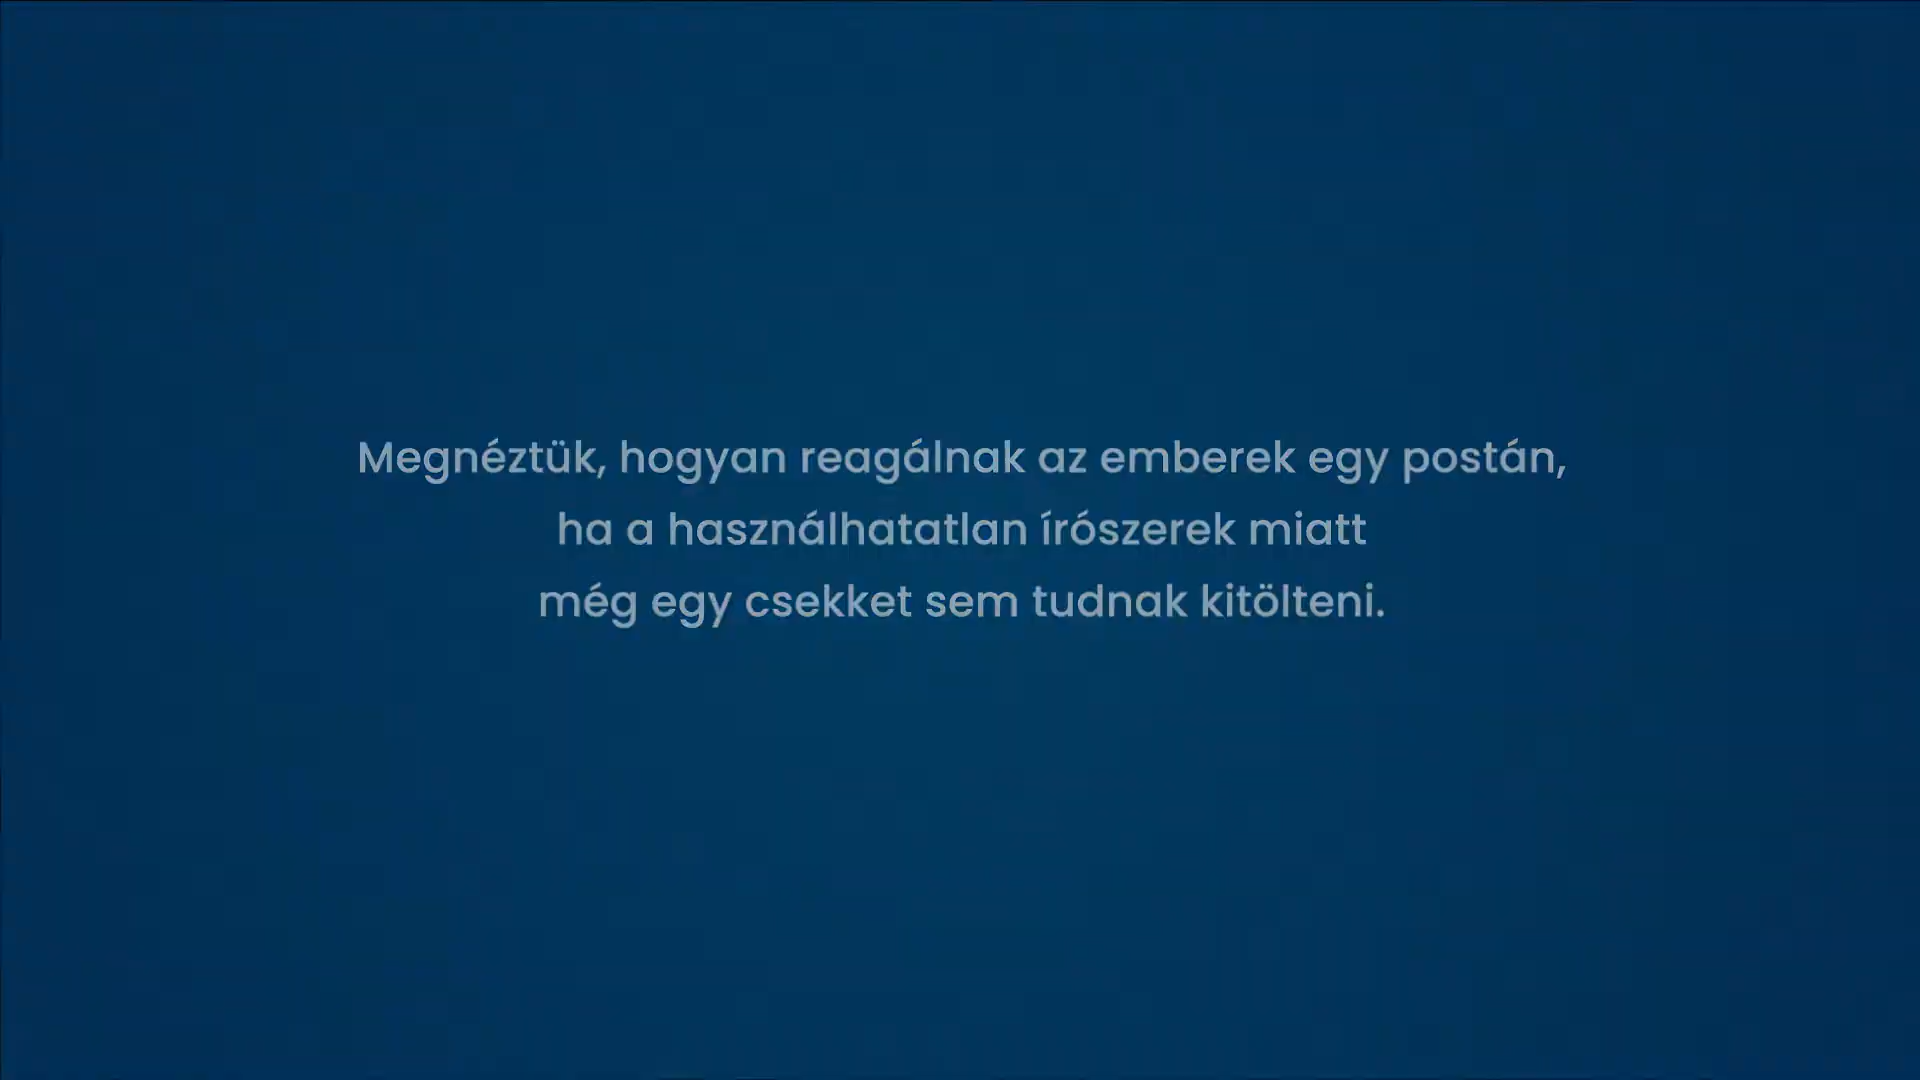 Megnéztük, hogyan reagálnak az emberek egy postán,
ha a használhatatlan írószerek miatt
még egy csekket sem tudnak kitölteni.